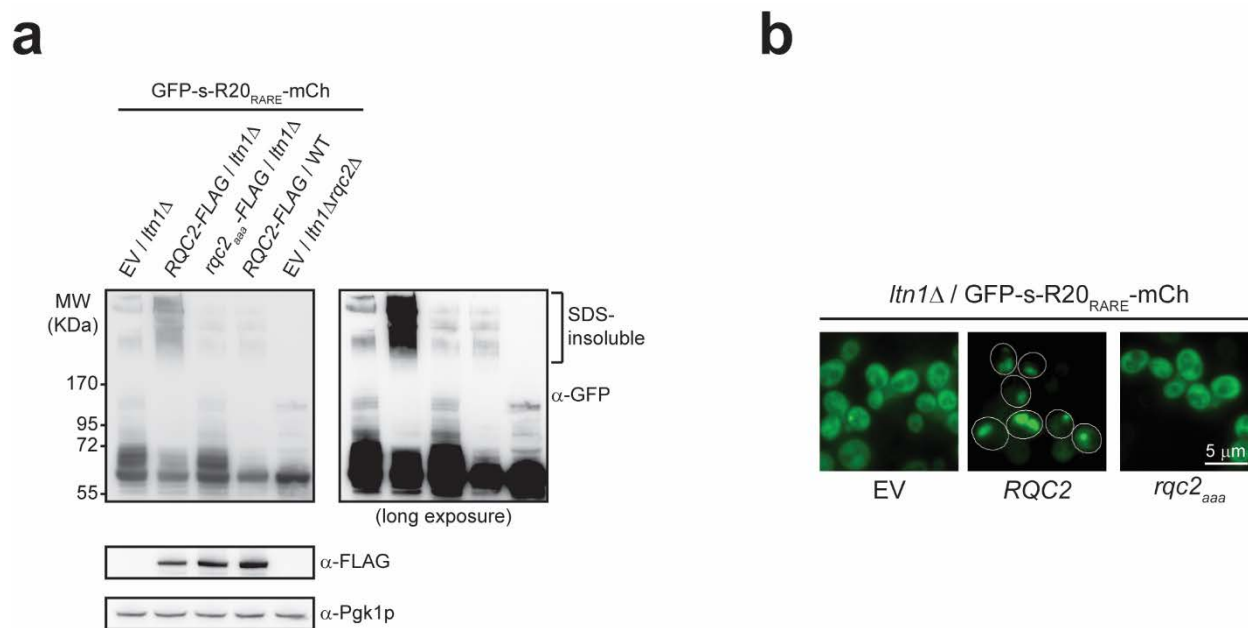 a
GFP-s-R20RARE-mCh
EV / ltn1Δ
RQC2-FLAG / ltn1Δ
rqc2aaa-FLAG / ltn1Δ
RQC2-FLAG / WT
EV / ltn1Δrqc2Δ
MW
(KDa)
170
95
72
55
SDS-
insoluble
α-GFP
(long exposure)
α-FLAG
α-Pgk1p
b
ltn1Δ / GFP-s-R20RARE-mCh
5 μm
EV
RQC2
rqc2aaa